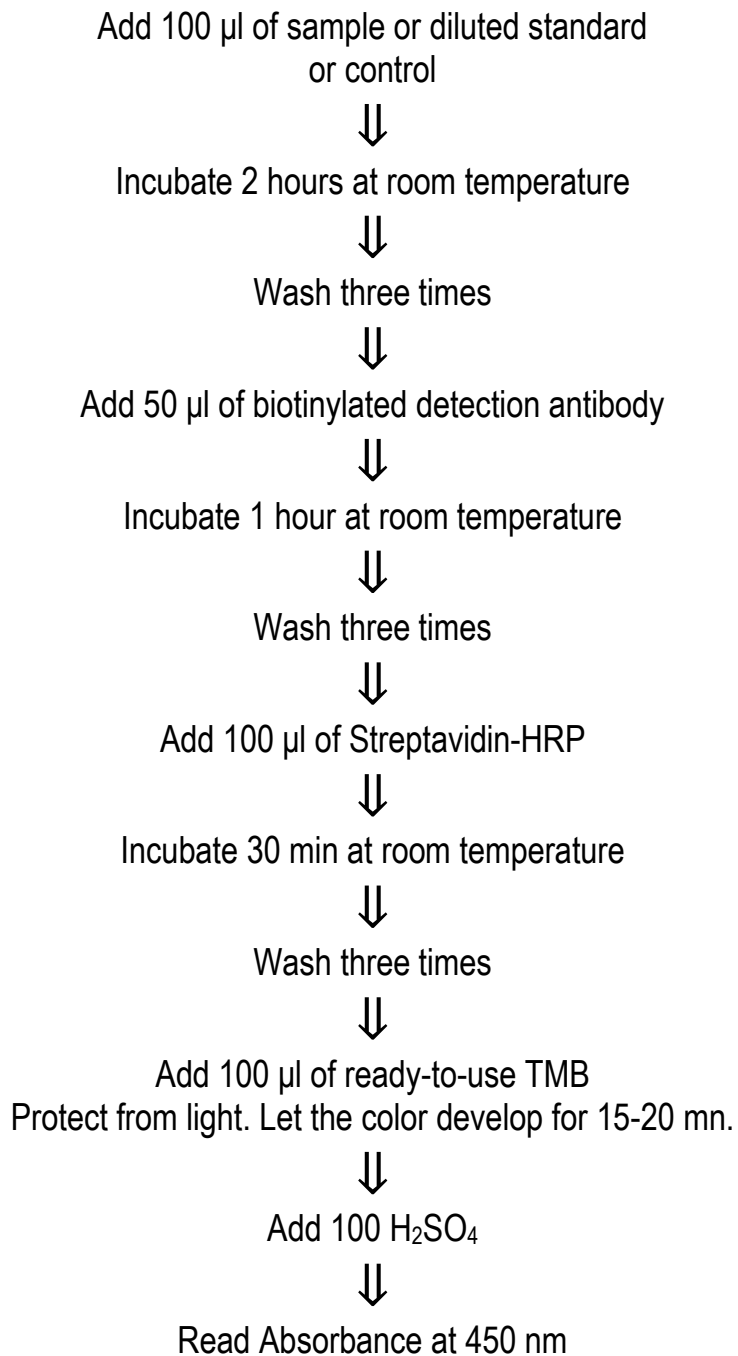 Add 100 µl of sample or diluted standard
or control
⇓
Incubate 2 hours at room temperature
⇓
Wash three times
⇓
Add 50 µl of biotinylated detection antibody
⇓
Incubate 1 hour at room temperature
⇓
Wash three times
⇓
Add 100 µl of Streptavidin-HRP
⇓
Incubate 30 min at room temperature
⇓
Wash three times
⇓
Add 100 µl of ready-to-use TMB
Protect from light. Let the color develop for 15-20 mn.
⇓
Add 100 H₂SO₄
⇓
Read Absorbance at 450 nm